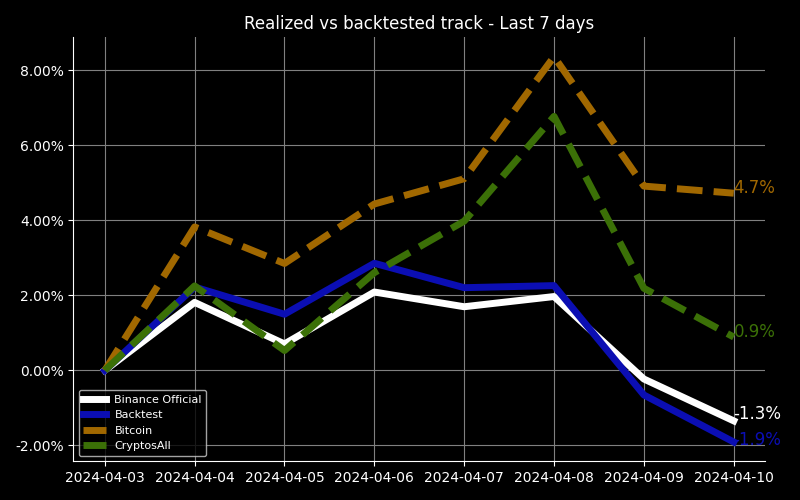 Realized vs backtested track - Last 7 days
8.00%
6.00%
4.00%
2.00%
0.00%
-2.00%
4.7%
0.9%
-1.3%
-1.9%
Binance Official
Backtest
Bitcoin
CryptosAll
2024-04-03 2024-04-04 2024-04-05 2024-04-06 2024-04-07 2024-04-08 2024-04-09 2024-04-10